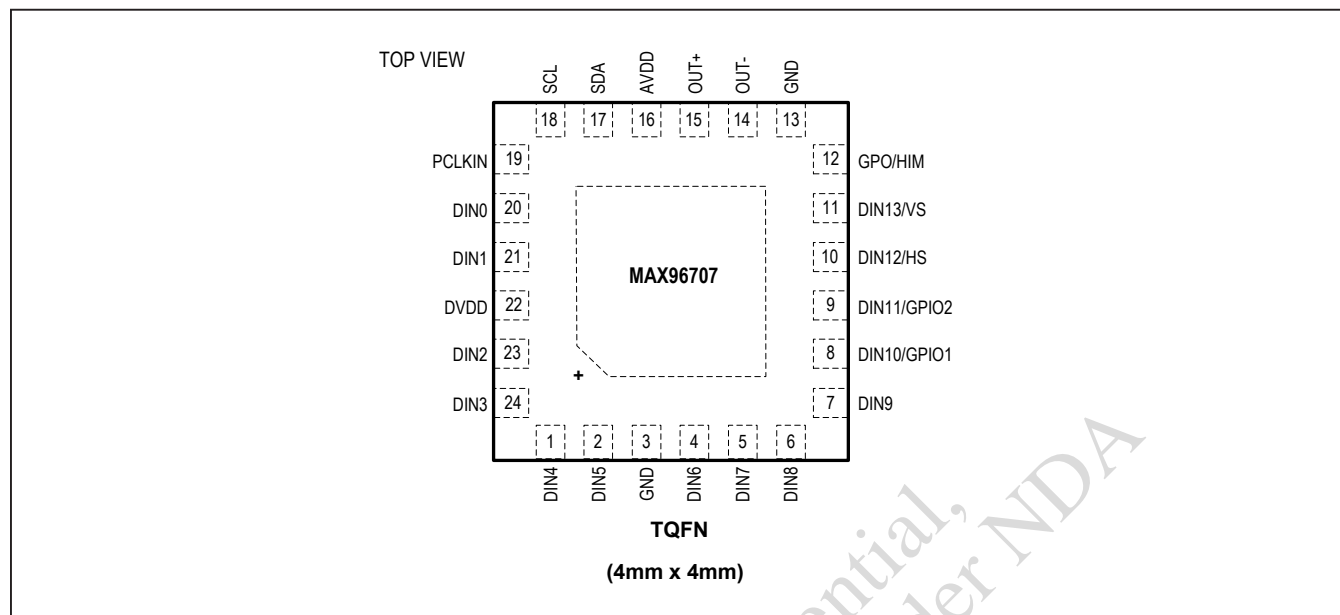 TOP VIEW
SCL SDA AVDD OUT+ OUT- GND
18 17 16 15 14 13
PCLKIN 19 12 GPO/HIM
DIN0 20 11 DIN13/VS
DIN1 21 10 DIN12/HS
MAX96707
DVDD 22 9 DIN11/GPIO2
DIN2 23 8 DIN10/GPIO1
+
DIN3 24 7 DIN9
1 2 3 4 5 6
DIN4 DIN5 GND DIN6 DIN7 DIN8
TQFN
(4mm x 4mm)
der NDA